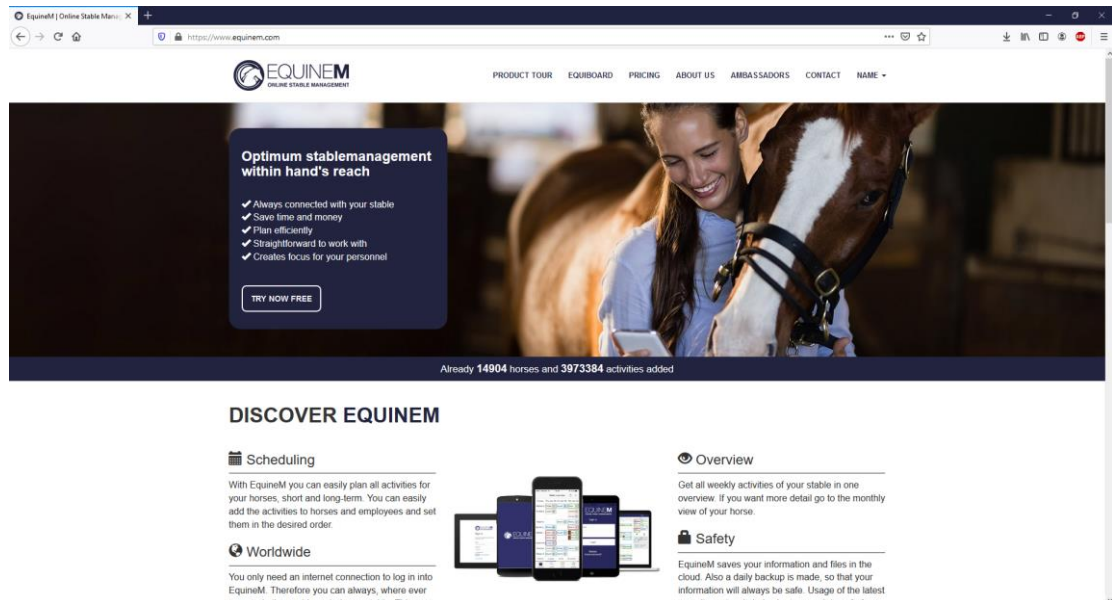 EquineM | Online Stable Mana
https://www.equinem.com
EQUINEM
ONLINE STABLE MANAGEMENT
PRODUCT TOUR EQUIBOARD PRICING ABOUT US AMBASSADORS CONTACT NAME
Optimum stablemanagement
within hand's reach
Always connected with your stable
Save time and money
Plan efficiently
Straightforward to work with
Creates focus for your personnel
TRY NOW FREE
Already 14904 horses and 3973384 activities added
DISCOVER EQUINEM
Scheduling
With EquineM you can easily plan all activities for
your horses, short and long-term. You can easily
add the activities to horses and employees and set
them in the desired order.
Worldwide
You only need an internet connection to log in into
EquineM. Therefore you can always, where ever
Overview
Get all weekly activities of your stable in one
overview. If you want more detail go to the monthly
view of your horse.
Safety
EquineM saves your information and files in the
cloud. Also a daily backup is made, so that your
information will always be safe. Usage of the latest